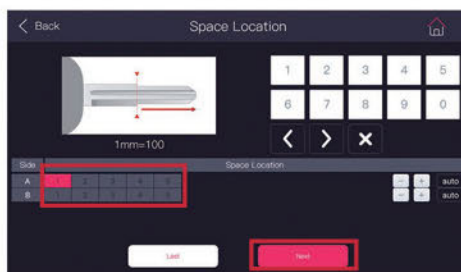 Back
Space Location
1 2 3 4 5
6 7 8 9 0
1mm=100
Side Space Location
A 1 2 3 4 5 - + auto
B 1 2 3 4 5 - + auto
Last Next